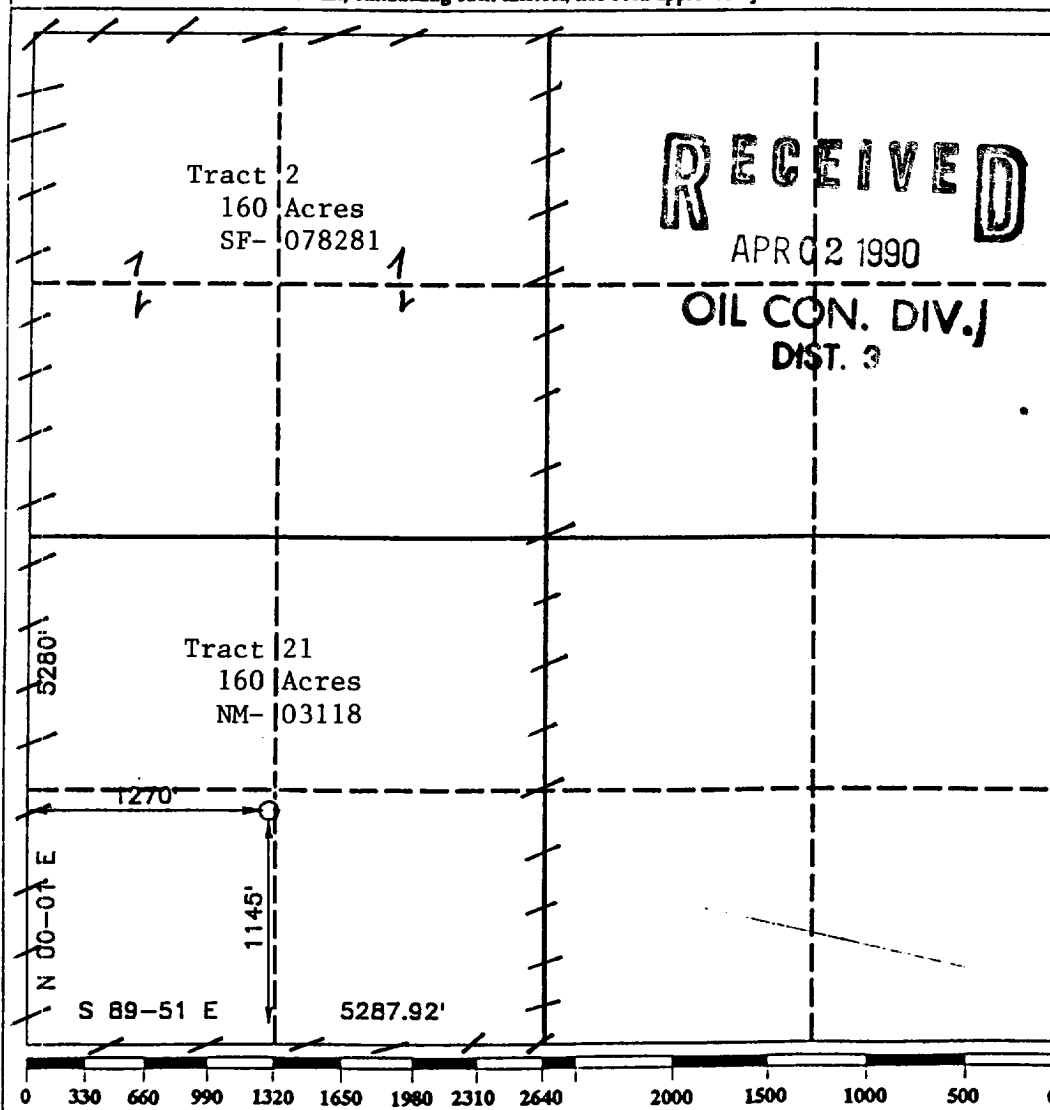 Tract 2
160 Acres
SF- 078281
RECEIVED
APR 02 1990
OIL CON. DIV.
DIST. 3
5280'
Tract 21
160 Acres
NM- 03118
1270'
N 00-01 E
1145'
S 89-51 E 5287.92'
0 330 660 990 1320 1650 1980 2310 2640 2000 1500 1000 500